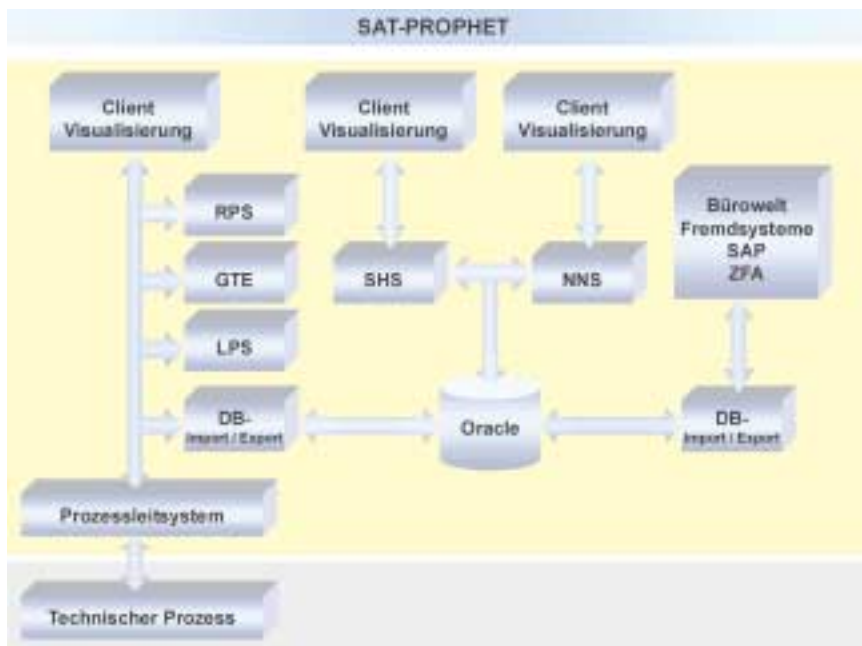 SAT-PROPHET
Client
Visualisierung
Client
Visualisierung
Client
Visualisierung
RPS
GTE
LPS
DB-
Import / Export
SHS
NNS
Bürowelt
Fremdsysteme
SAP
ZFA
Oracle
DB-
Import / Export
Prozessleitsystem
Technischer Prozess